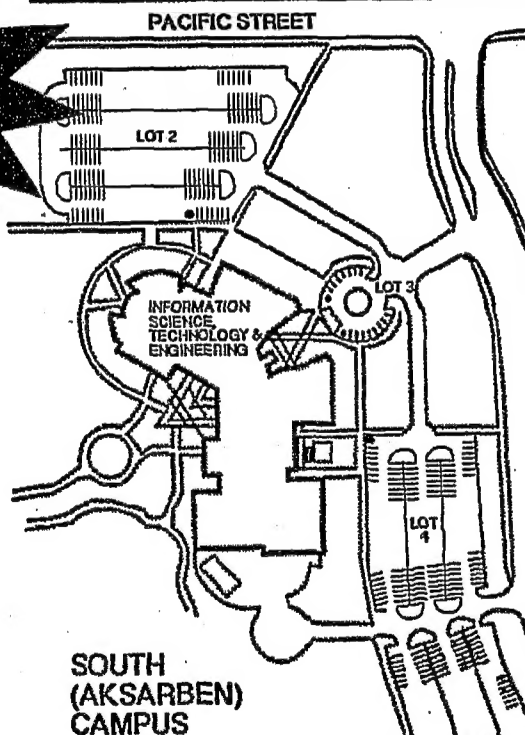 PACIFIC STREET
LOT 2
LOT 3
INFORMATION
SCIENCE,
TECHNOLOGY &
ENGINEERING
LOT
4
SOUTH
(AKSARBEN)
CAMPUS